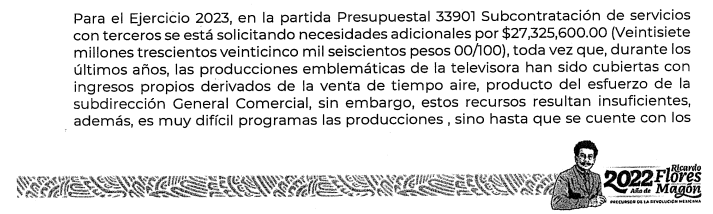 Para el Ejercicio 2023, en la partida Presupuestal 33901 Subcontratación de servicios
con terceros se está solicitando necesidades adicionales por $27,325,600.00 (Veintisiete
millones trescientos veinticinco mil seiscientos pesos 00/100), toda vez que, durante los
últimos años, las producciones emblemáticas de la televisora han sido cubiertas con
ingresos propios derivados de la venta de tiempo aire, producto del esfuerzo de la
subdirección General Comercial, sin embargo, estos recursos resultan insuficientes,
además, es muy difícil programas las producciones , sino hasta que se cuente con los
2022 Ricardo
Flores
Año de Magón
PRECURSOR DE LA REVOLUCIÓN MEXICANA